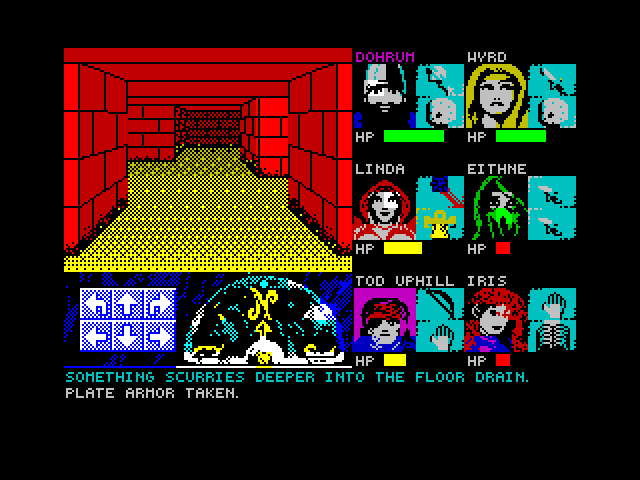 DOHRUM WYRD
HP HP
LINDA EITHNE
HP HP
TOD UPHILL IRIS
HP HP
SOMETHING SCURRIES DEEPER INTO THE FLOOR DRAIN.
PLATE ARMOR TAKEN.